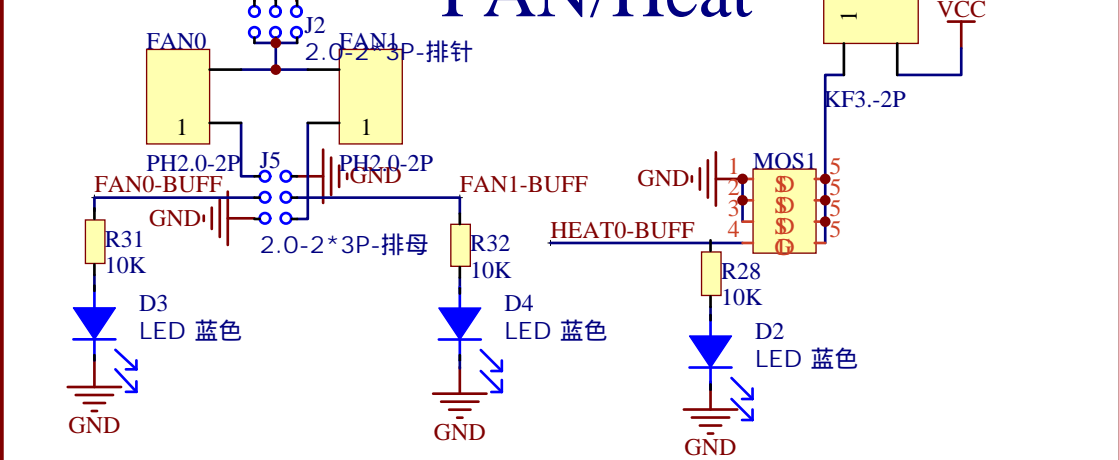 FAN/Heat
VCC
J2
FAN0
FAN1
2.0-2*3P-排针
1
1
1
KF3.-2P
PH2.0-2P
J5
PH2.0-2P
GND
FAN0-BUFF
FAN1-BUFF
GND
2.0-2*3P-排母
R31
10K
R32
10K
D3
LED 蓝色
D4
LED 蓝色
GND
GND
MOS1
GND
1
2
3
4
S
S
S
G
D
D
D
D
5
5
5
5
HEAT0-BUFF
R28
10K
D2
LED 蓝色
GND